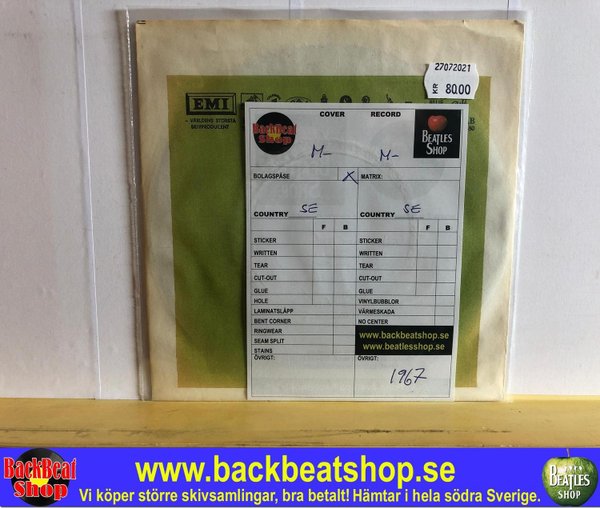 27072021
KR 80.00
EMI
- VÄRLDENS STÖRSTA
SKIVPRODUCENT
BackBeat
Shop
COVER
RECORD
BEATLES
SHOP
M-
M-
BOLAGSPÅSE X
MATRIX:
COUNTRY SE
COUNTRY SE
F B
F B
STICKER
STICKER
WRITTEN
WRITTEN
TEAR
TEAR
CUT-OUT
CUT-OUT
GLUE
GLUE
HOLE
VINYLBUBBLOR
LAMINATSLÄPP
VÄRMESKADA
BENT CORNER
NO CENTER
RINGWEAR
SEAM SPLIT
STAINS
www.backbeatshop.se
www.beatlesshop.se
ÖVRIGT:
ÖVRIGT:
1967
BackBeat
Shop
www.backbeatshop.se
Vi köper större skivsamlingar, bra betalt! Hämtar i hela södra Sverige.
BEATLES
SHOP